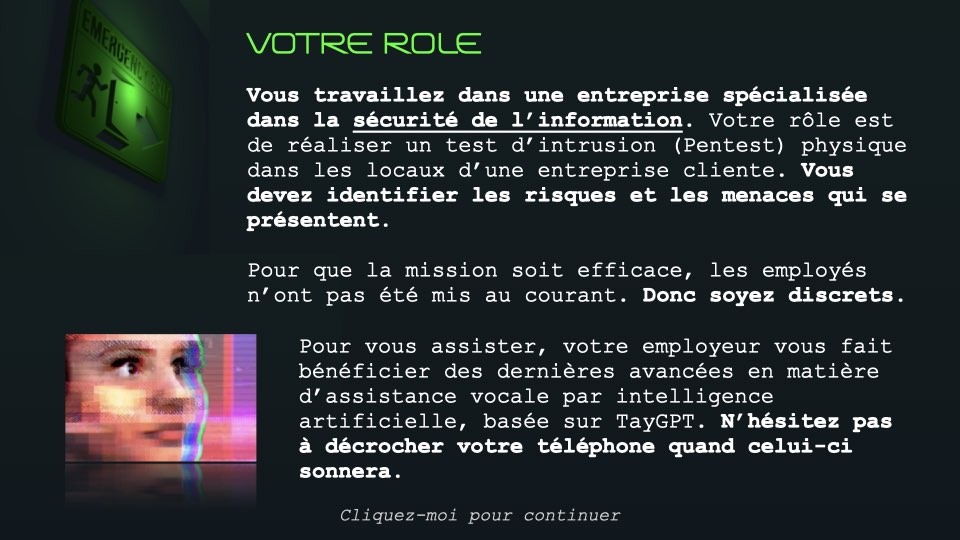 EMERGENCY EXIT
VOTRE ROLE
Vous travaillez dans une entreprise spécialisée
dans la sécurité de l’information. Votre rôle est
de réaliser un test d’intrusion (Pentest) physique
dans les locaux d’une entreprise cliente. Vous
devez identifier les risques et les menaces qui se
présentent.
Pour que la mission soit efficace, les employés
n’ont pas été mis au courant. Donc soyez discrets.
Pour vous assister, votre employeur vous fait
bénéficier des dernières avancées en matière
d’assistance vocale par intelligence
artificielle, basée sur TayGPT. N’hésitez pas
à décrocher votre téléphone quand celui-ci
sonnera.
Cliquez-moi pour continuer